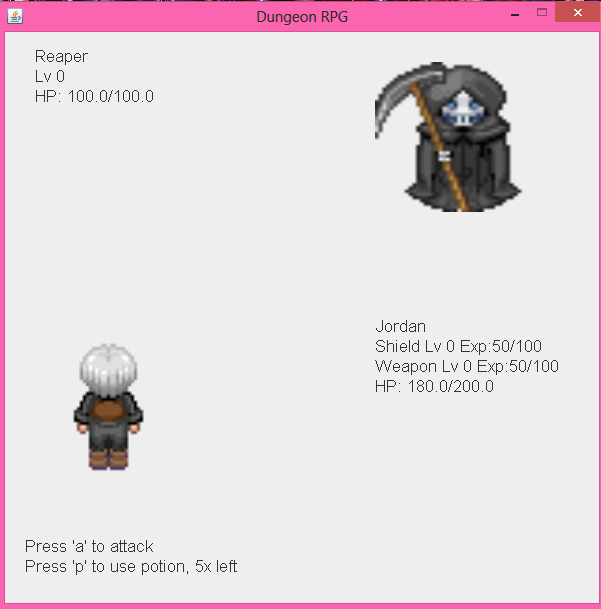 Dungeon RPG
Reaper
Lv 0
HP: 100.0/100.0
Jordan
Shield Lv 0 Exp:50/100
Weapon Lv 0 Exp:50/100
HP: 180.0/200.0
Press 'a' to attack
Press 'p' to use potion, 5x left